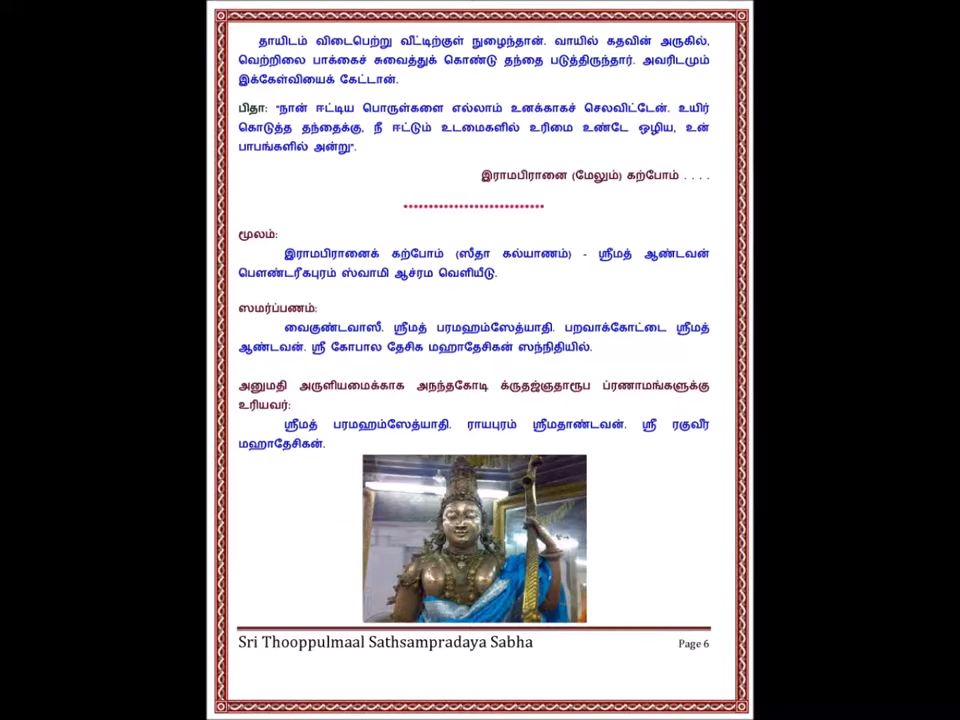 தாயிடம் விடைபெற்று வீட்டிற்குள் நுழைந்தான். வாயில் கதவின் அருகில்,
வெற்றிலை பாக்கைச் சுவைத்துக் கொண்டு தந்தை படுத்திருந்தார். அவரிடமும்
இக்கேள்வியைக் கேட்டான்.
பிதா: "நான் ஈட்டிய பொருள்களை எல்லாம் உனக்காகச் செலவிட்டேன். உயிர்
கொடுத்த தந்தைக்கு, நீ ஈட்டும் உடமைகளில் உரிமை உண்டே ஒழிய, உன்
பாபங்களில் அன்று".
இராமபிரானை (மேலும்) கற்போம் . . . .
****************************
மூலம்:
இராமபிரானைக் கற்போம் (ஸீதா கல்யாணம்) - ஸ்ரீமத் ஆண்டவன்
பௌண்டரீகபுரம் ஸ்வாமி ஆச்ரம வெளியீடு.
ஸமர்ப்பணம்:
வைகுண்டவாஸீ. ஸ்ரீமத் பரமஹம்ஸேத்யாதி. பறவாக்கோட்டை ஸ்ரீமத்
ஆண்டவன். ஸ்ரீ கோபால தேசிக மஹாதேசிகன் ஸந்நிதியில்.
அனுமதி அருளியமைக்காக அநந்தகோடி க்ருதஜ்ஞதாரூப ப்ரணாமங்களுக்கு
உரியவர்:
ஸ்ரீமத் பரமஹம்ஸேத்யாதி. ராயபுரம் ஸ்ரீமதாண்டவன். ஸ்ரீ ரகுவீர
மஹாதேசிகன்.
Sri Thooppulmaal Sathsampradaya Sabha Page 6